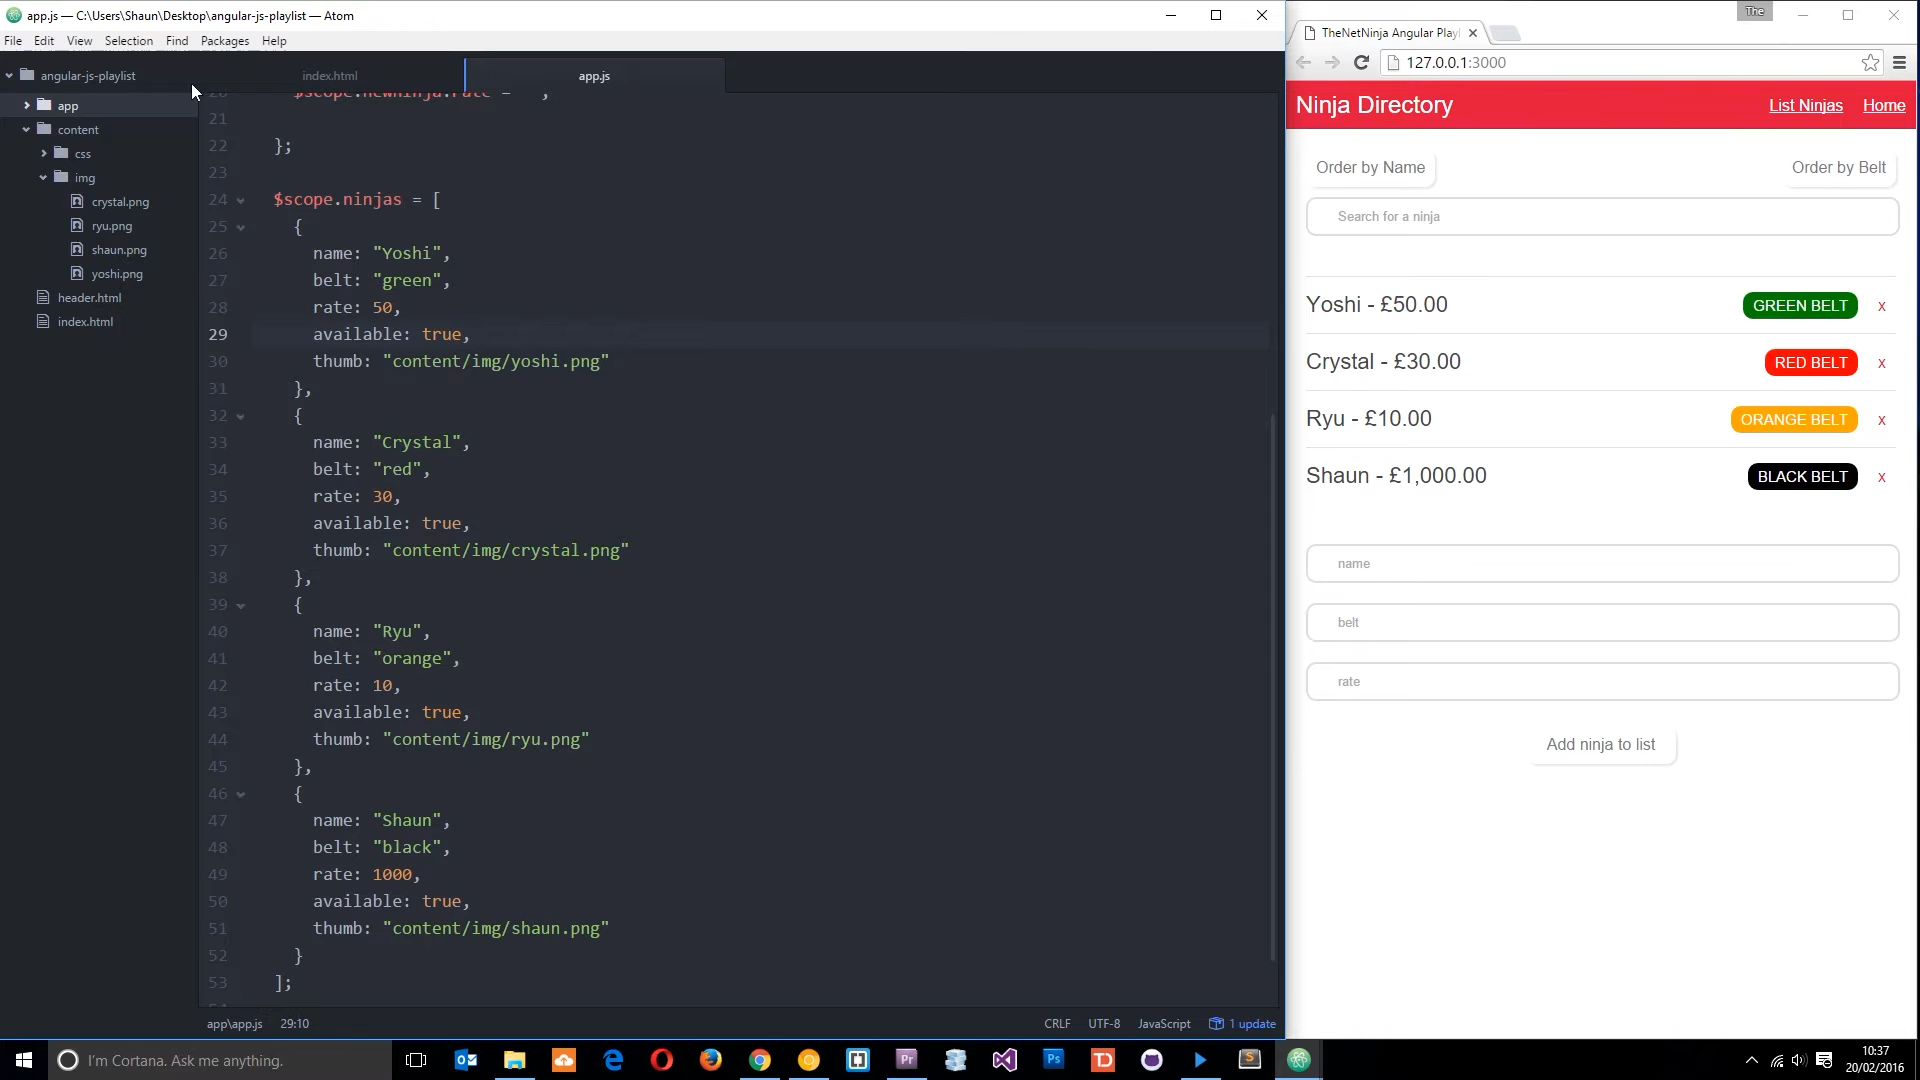 app.js — C:\Users\Shaun\Desktop\angular-js-playlist — Atom
File Edit View Selection Find Packages Help
angular-js-playlist
app
content
css
img
crystal.png
ryu.png
shaun.png
yoshi.png
header.html
index.html
index.html
app.js
20 $scope.newninja.rate = "";
21
22 };
23
24 $scope.ninjas = [
25 {
26 name: "Yoshi",
27 belt: "green",
28 rate: 50,
29 available: true,
30 thumb: "content/img/yoshi.png"
31 },
32 {
33 name: "Crystal",
34 belt: "red",
35 rate: 30,
36 available: true,
37 thumb: "content/img/crystal.png"
38 },
39 {
40 name: "Ryu",
41 belt: "orange",
42 rate: 10,
43 available: true,
44 thumb: "content/img/ryu.png"
45 },
46 {
47 name: "Shaun",
48 belt: "black",
49 rate: 1000,
50 available: true,
51 thumb: "content/img/shaun.png"
52 }
53 ];
app\app.js 29:10
CRLF UTF-8 JavaScript 1 update
The
TheNetNinja Angular Playl
127.0.0.1:3000
Ninja Directory
List Ninjas Home
Order by Name Order by Belt
Search for a ninja
Yoshi - £50.00 GREEN BELT X
Crystal - £30.00 RED BELT X
Ryu - £10.00 ORANGE BELT X
Shaun - £1,000.00 BLACK BELT X
name
belt
rate
Add ninja to list
I'm Cortana. Ask me anything.
10:37
20/02/2016